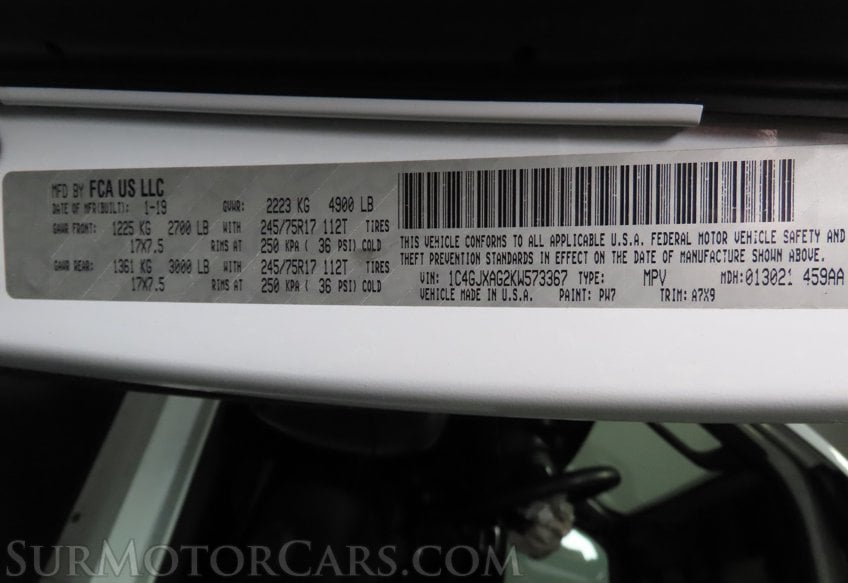 MFD BY FCA US LLC
DATE OF MFR(BUILT): 1-19 GVWR: 2223 KG 4900 LB
GAWR FRONT: 1225 KG 2700 LB WITH 245/75R17 112T TIRES
17X7.5 RIMS AT 250 KPA ( 36 PSI) COLD
GAWR REAR: 1361 KG 3000 LB WITH 245/75R17 112T TIRES
17X7.5 RIMS AT 250 KPA ( 36 PSI) COLD
THIS VEHICLE CONFORMS TO ALL APPLICABLE U.S.A. FEDERAL MOTOR VEHICLE SAFETY AND
THEFT PREVENTION STANDARDS IN EFFECT ON THE DATE OF MANUFACTURE SHOWN ABOVE.
VIN: 1C4GJXAG2KW573367 TYPE: MPV MDH:013021 459AA
VEHICLE MADE IN U.S.A. PAINT: PW7 TRIM: A7X9
SURMOTORCARS.COM